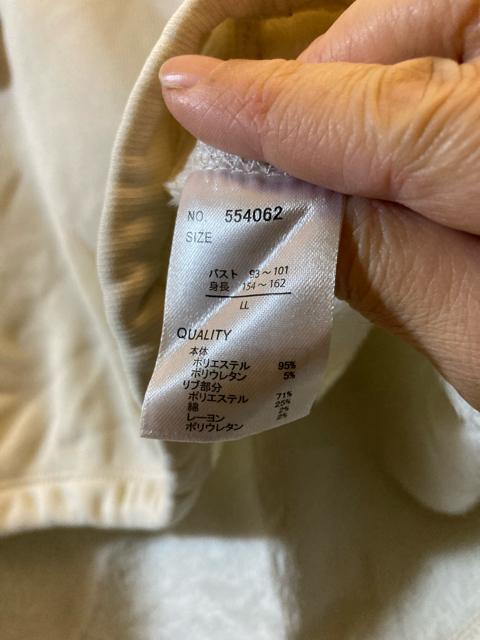 NO. 554062
SIZE
バスト 93～101
身長 154～162
LL
QUALITY
本体
ポリエステル 95%
ポリウレタン 5%
リブ部分
ポリエステル 71%
綿 25%
レーヨン 2%
ポリウレタン 2%